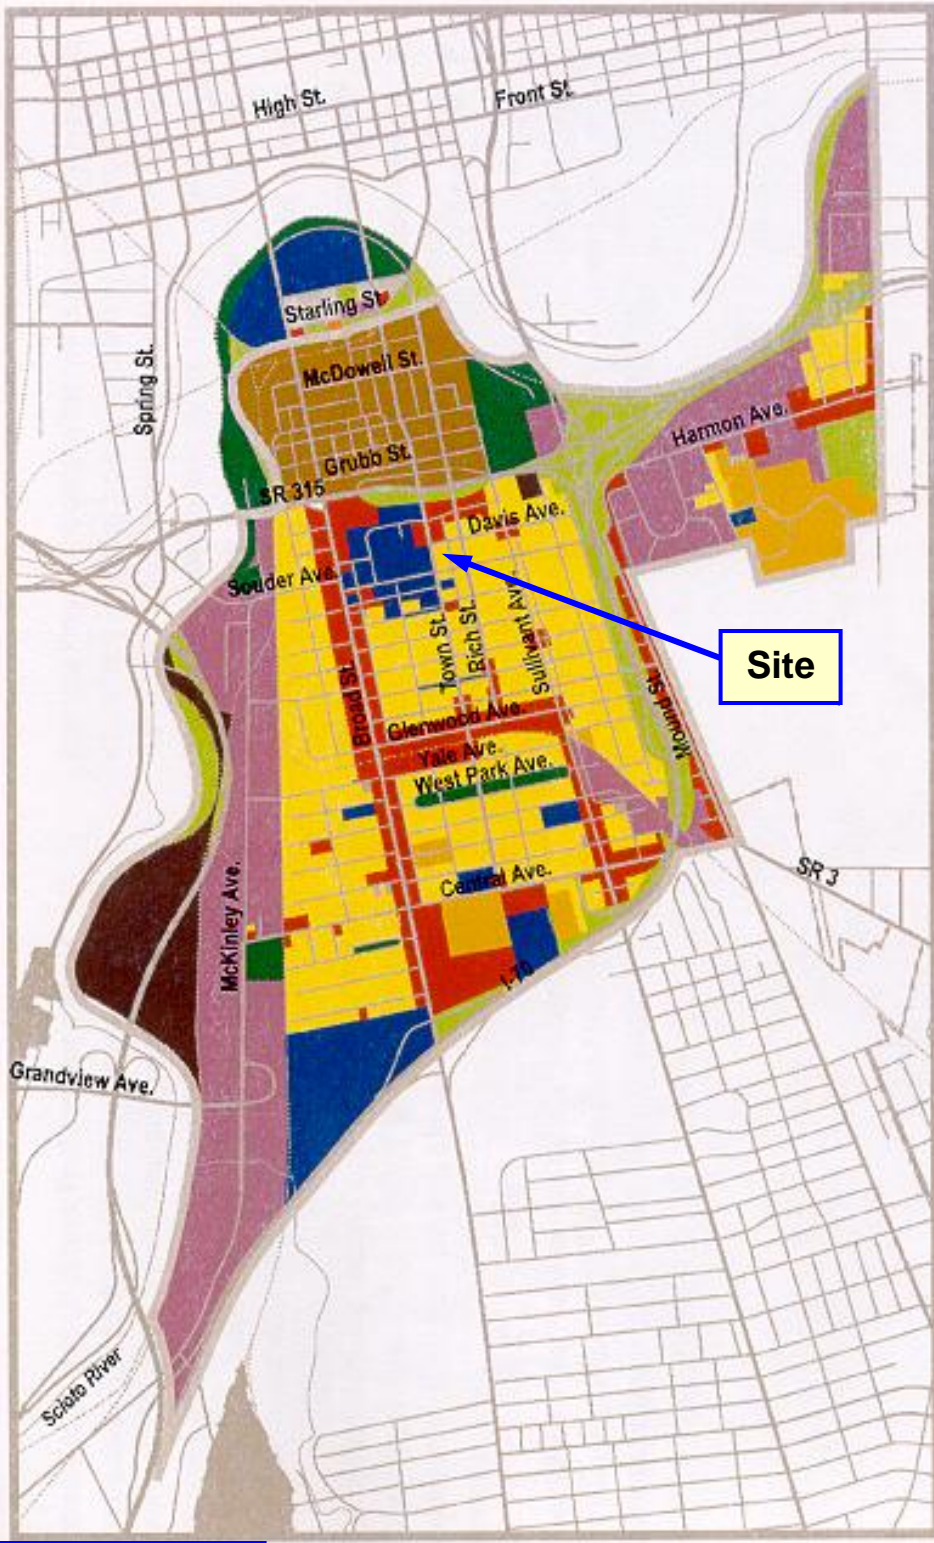 High St.
Front St.
Starling St.
Spring St.
McDowell St.
Harmon Ave.
Grubb St.
SR 315
Davis Ave.
Souder Ave.
Town St.
Rich St.
Sullivant Ave.
Site
Broad St.
Mound St.
Glenwood Ave.
Yale Ave.
West Park Ave.
Central Ave.
SR 3
McKinley Ave.
I-70
Grandview Ave.
Scioto River